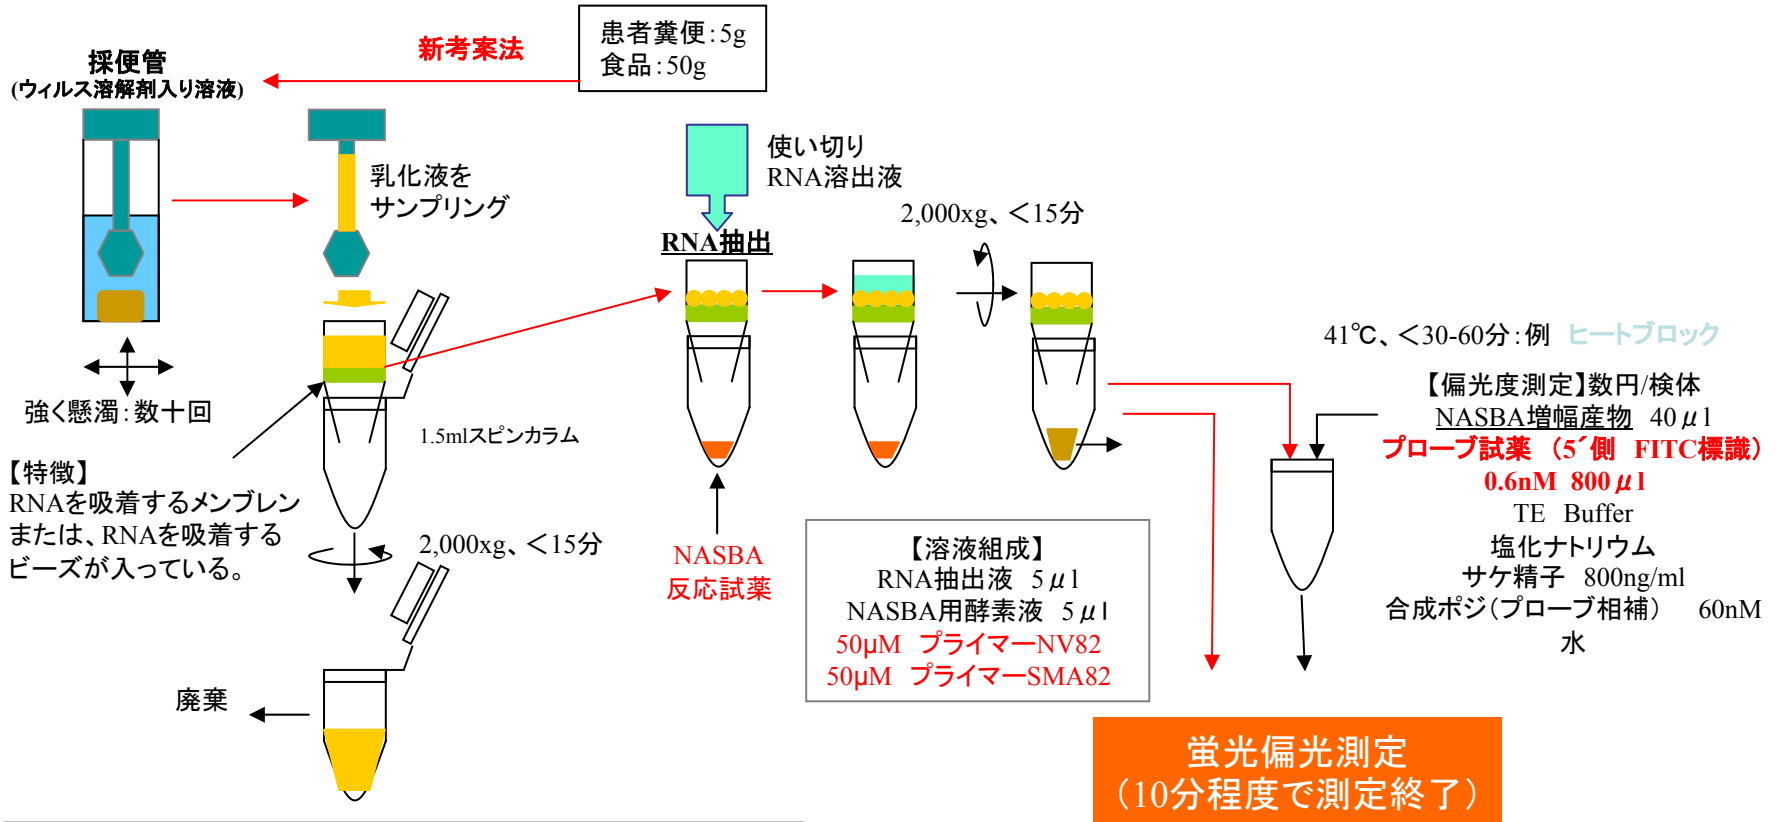 新考案法
患者糞便：5g
食品：50g
採便管
(ウィルス溶解剤入り溶液)
乳化液を
サンプリング
使い切り
RNA溶出液
RNA抽出
2,000xg、＜15分
強く懸濁：数十回
1.5mlスピンカラム
【特徴】
RNAを吸着するメンブレン
または、RNAを吸着する
ビーズが入っている。
2,000xg、＜15分
廃棄
NASBA
反応試薬
【溶液組成】
RNA抽出液　5μl
NASBA用酵素液　5μl
50μM　プライマーNV82
50μM　プライマーSMA82
41℃、＜30-60分：例　ヒートブロック
【偏光度測定】数円/検体
NASBA増幅産物　40μl
プローブ試薬　（5´側　FITC標識）
0.6nM  800μl
TE　Buffer
塩化ナトリウム
サケ精子　800ng/ml
合成ポジ（プローブ相補）　60nM
水
蛍光偏光測定
（10分程度で測定終了）